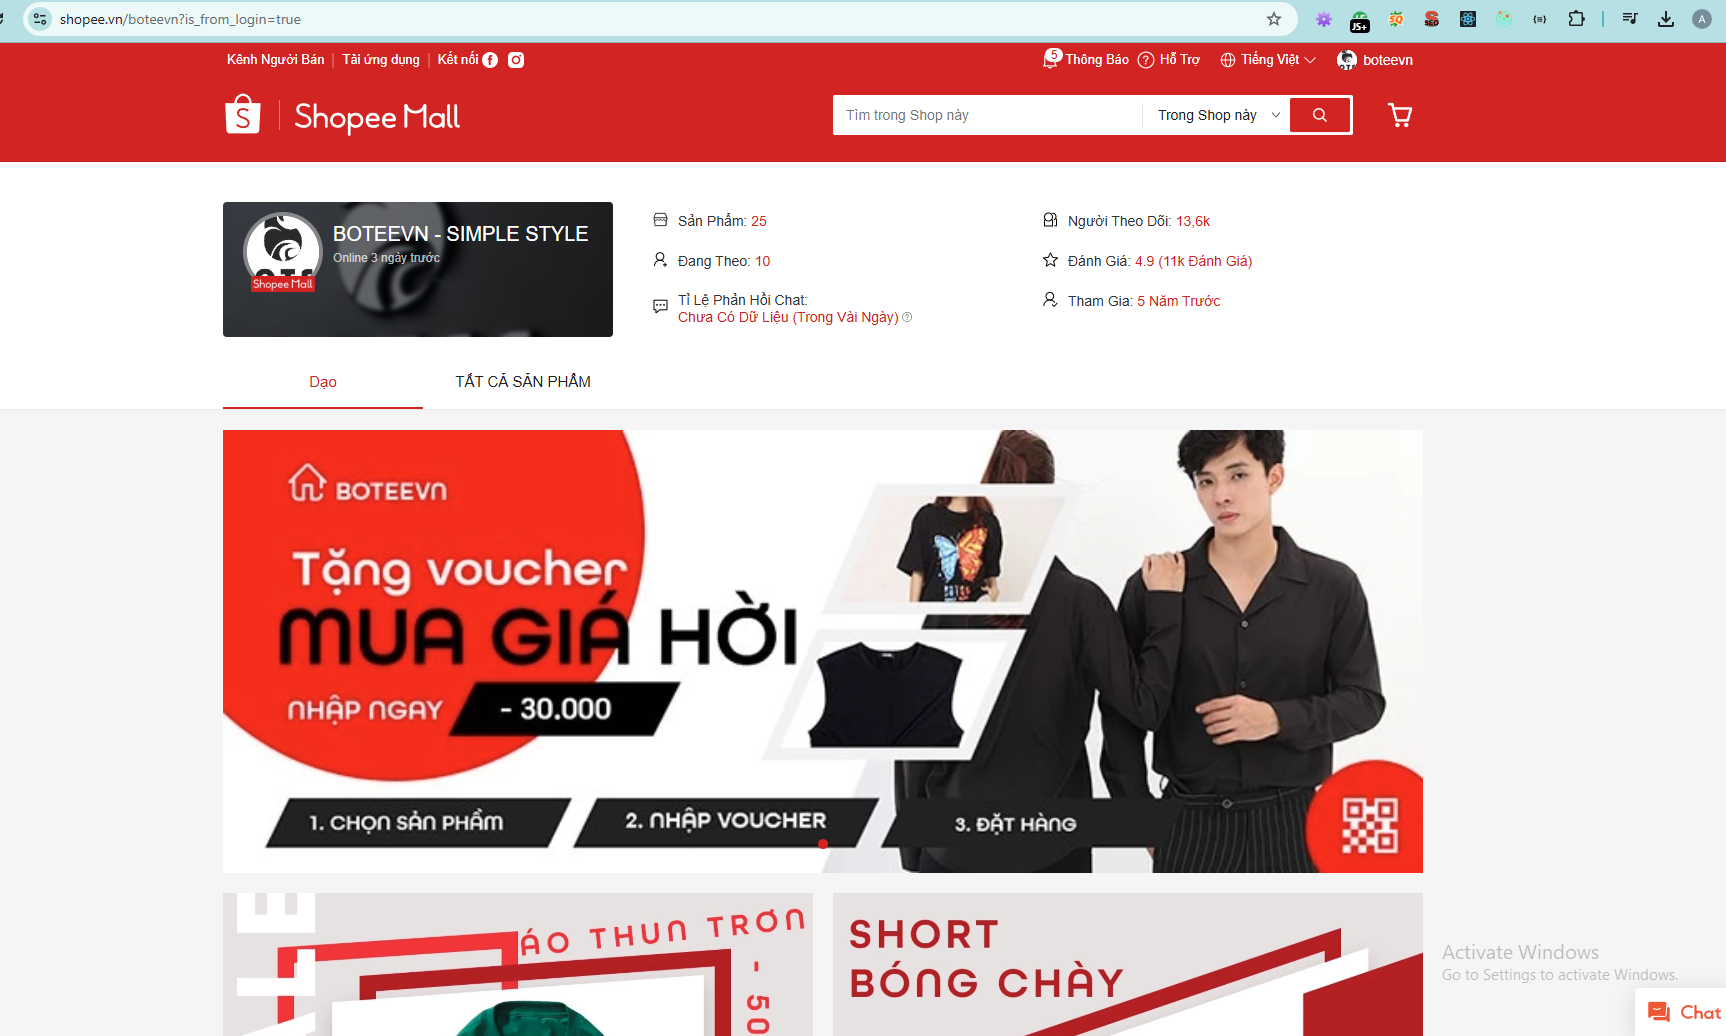 shopee.vn/boteevn?is_from_login=true
JS+
SEO
A
Kênh Người Bán
Tải ứng dụng
Kết nối
5
Thông Báo
Hỗ Trợ
Tiếng Việt
boteevn
Shopee Mall
Tìm trong Shop này
Trong Shop này
BOTEEVN - SIMPLE STYLE
Online 3 ngày trước
Shopee Mall
Sản Phẩm: 25
Người Theo Dõi: 13,6k
Đang Theo: 10
Đánh Giá: 4.9 (11k Đánh Giá)
Tỉ Lệ Phản Hồi Chat:
Chưa Có Dữ Liệu (Trong Vài Ngày)
Tham Gia: 5 Năm Trước
Dạo
TẤT CẢ SẢN PHẨM
BOTEEVN
Tặng voucher
MUA GIÁ HỜI
NHẬP NGAY
- 30.000
1. CHỌN SẢN PHẨM
2. NHẬP VOUCHER
3. ĐẶT HÀNG
ÁO THUN TRƠN
- 50
SHORT
BÓNG CHÀY
Activate Windows
Go to Settings to activate Windows.
Chat